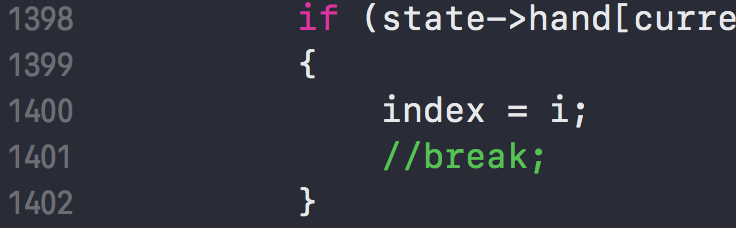 1398 if (state->hand[curre
1399 {
1400 index = i;
1401 //break;
1402 }